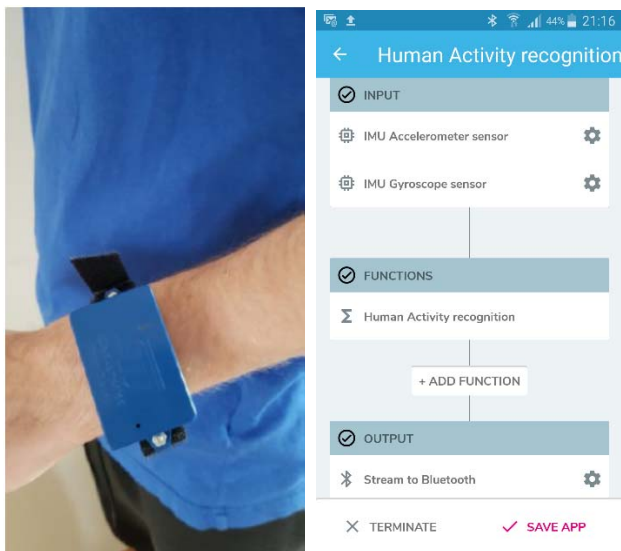 44% 21:16
Human Activity recognition
INPUT
IMU Accelerometer sensor
IMU Gyroscope sensor
FUNCTIONS
Human Activity recognition
+ ADD FUNCTION
OUTPUT
Stream to Bluetooth
TERMINATE
SAVE APP